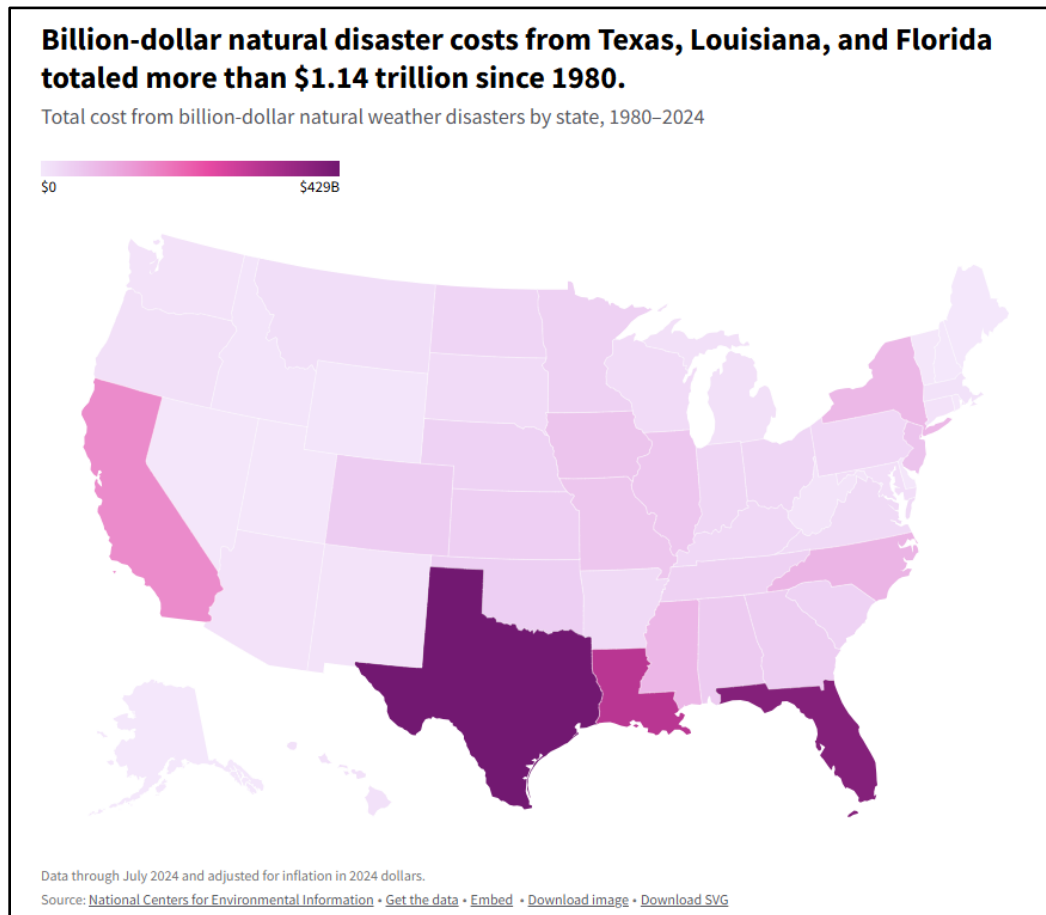 Billion-dollar natural disaster costs from Texas, Louisiana, and Florida
totaled more than $1.14 trillion since 1980.
Total cost from billion-dollar natural weather disasters by state, 1980–2024
$0 $429B
Data through July 2024 and adjusted for inflation in 2024 dollars.
Source: National Centers for Environmental Information • Get the data • Embed • Download image • Download SVG